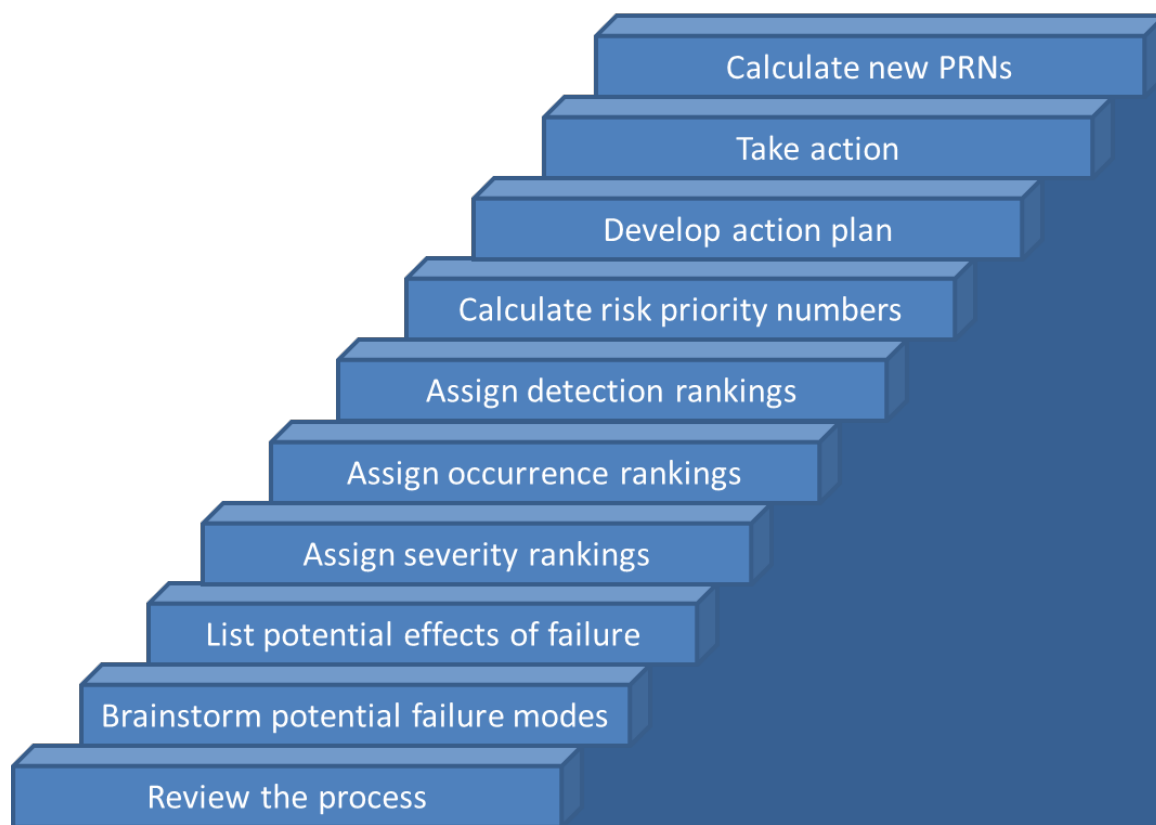 Calculate new PRNs
Take action
Develop action plan
Calculate risk priority numbers
Assign detection rankings
Assign occurrence rankings
Assign severity rankings
List potential effects of failure
Brainstorm potential failure modes
Review the process